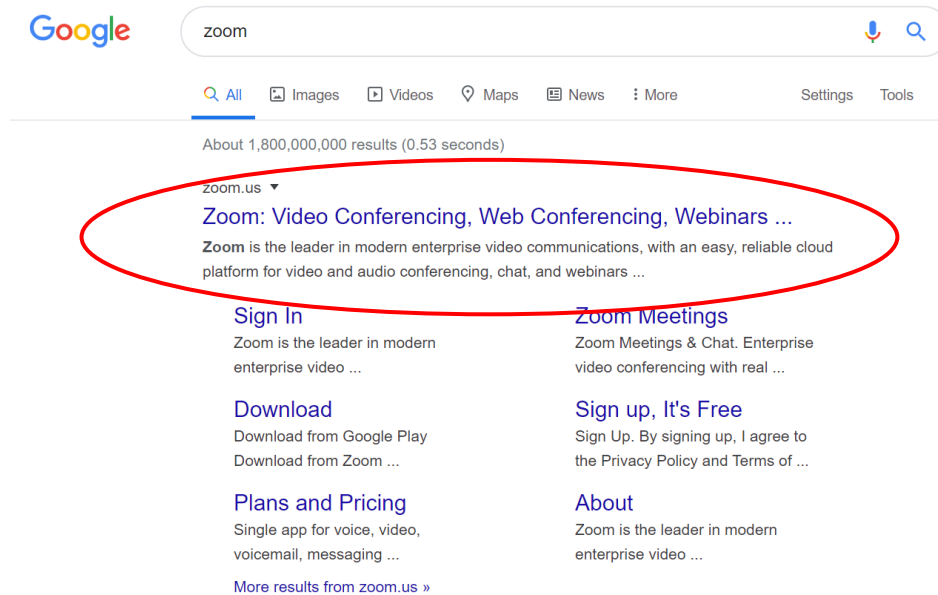 Google
zoom
All Images Videos Maps News More Settings Tools
About 1,800,000,000 results (0.53 seconds)
zoom.us
Zoom: Video Conferencing, Web Conferencing, Webinars ...
Zoom is the leader in modern enterprise video communications, with an easy, reliable cloud
platform for video and audio conferencing, chat, and webinars ...
Sign In
Zoom is the leader in modern
enterprise video ...
Zoom Meetings
Zoom Meetings & Chat. Enterprise
video conferencing with real ...
Download
Download from Google Play
Download from Zoom ...
Sign up, It's Free
Sign Up. By signing up, I agree to
the Privacy Policy and Terms of ...
Plans and Pricing
Single app for voice, video,
voicemail, messaging ...
About
Zoom is the leader in modern
enterprise video ...
More results from zoom.us »